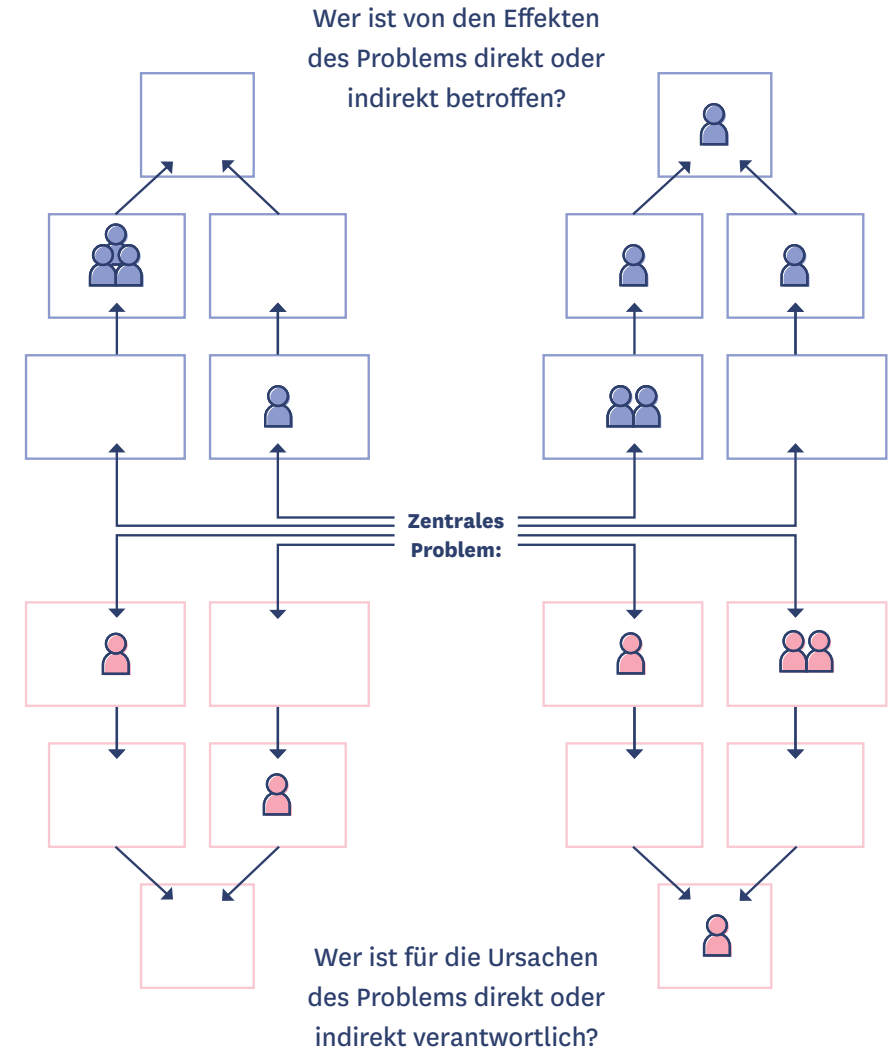 Wer ist von den Effekten
des Problems direkt oder
indirekt betroffen?
Zentrales
Problem:
Wer ist für die Ursachen
des Problems direkt oder
indirekt verantwortlich?